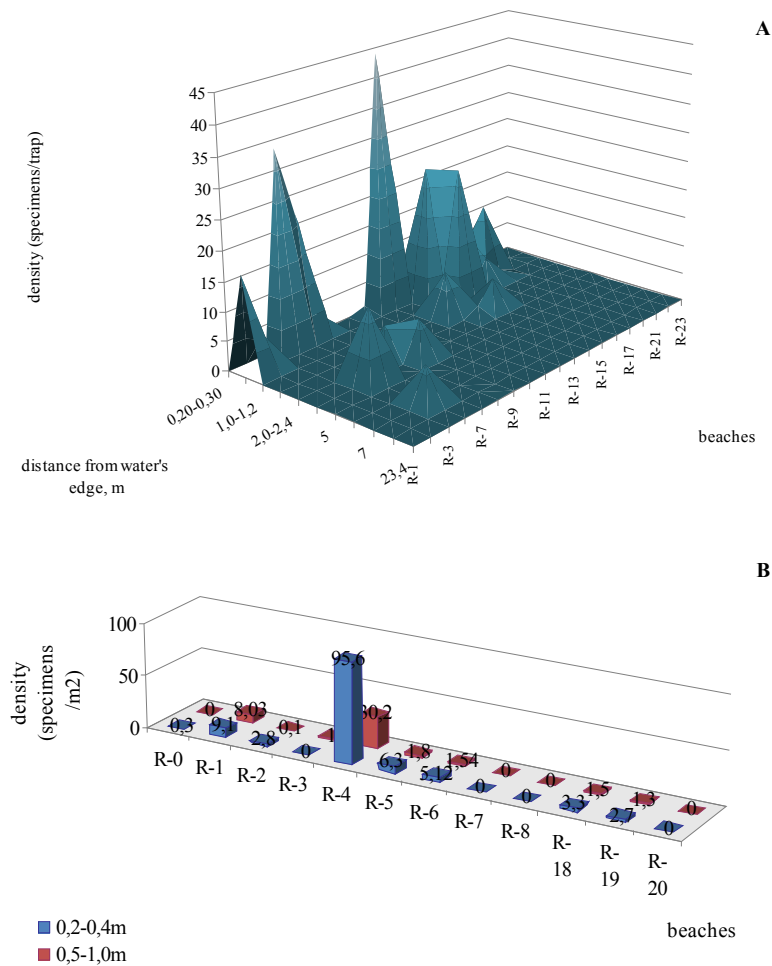 A
density (specimens/trap)
45
40
35
30
25
20
15
10
5
0
0,20-0,30
1,0-1,2
2,0-2,4
5
7
23,4
distance from water's
edge, m
R-1
R-3
R-7
R-9
R-11
R-13
R-15
R-17
R-21
R-23
beaches
B
density
(specimens
/m2)
100
50
0
0
8,03
0,1
1
30,2
1,8
1,54
0
0
1,5
1,3
0
0,3
9,1
2,8
0
95,6
6,3
5,12
0
0
3,3
2,7
0
R-0
R-1
R-2
R-3
R-4
R-5
R-6
R-7
R-8
R-
18
R-
19
R-
20
beaches
0,2-0,4m
0,5-1,0m